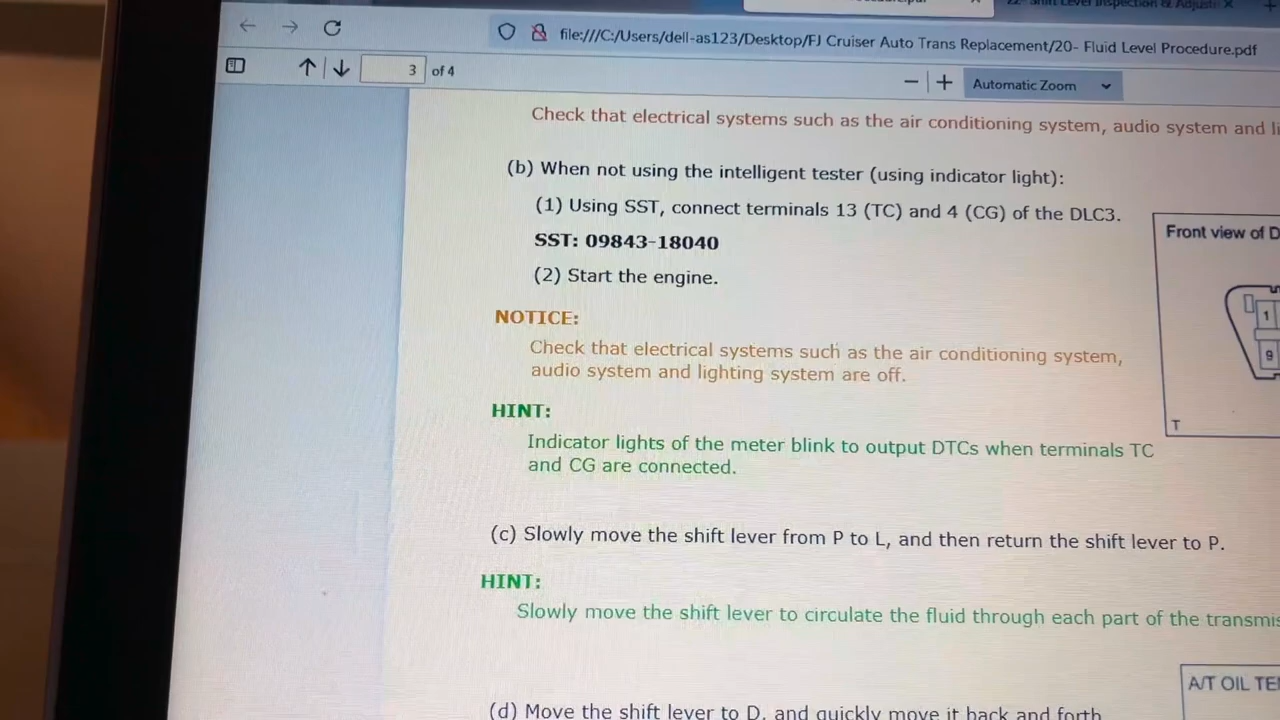 22- Shift Level Inspection & Adjust
file:///C:/Users/dell-as123/Desktop/FJ Cruiser Auto Trans Replacement/20- Fluid Level Procedure.pdf
3 of 4
Automatic Zoom
Check that electrical systems such as the air conditioning system, audio system and
(b) When not using the intelligent tester (using indicator light):
(1) Using SST, connect terminals 13 (TC) and 4 (CG) of the DLC3.
SST: 09843-18040
(2) Start the engine.
Front view of D
1
9
T
NOTICE:
Check that electrical systems such as the air conditioning system,
audio system and lighting system are off.
HINT:
Indicator lights of the meter blink to output DTCs when terminals TC
and CG are connected.
(c) Slowly move the shift lever from P to L, and then return the shift lever to P.
HINT:
Slowly move the shift lever to circulate the fluid through each part of the transmis
A/T OIL TE
(d) Move the shift lever to D, and quickly move it back and forth